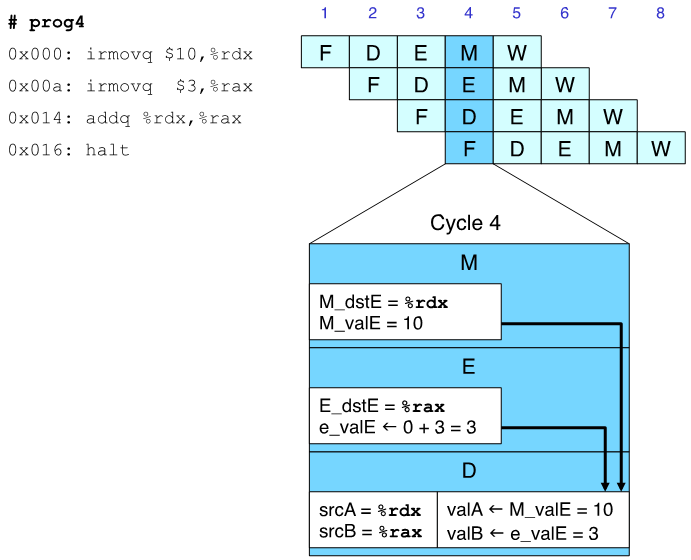 1 2 3 4 5 6 7 8
# prog4
0x000: irmovq $10,%rdx F D E M W
0x00a: irmovq  $3,%rax F D E M W
0x014: addq %rdx,%rax F D E M W
0x016: halt F D E M W
Cycle 4
M
M_dstE = %rdx
M_valE = 10
E
E_dstE = %rax
e_valE ← 0 + 3 = 3
D
srcA = %rdx valA ← M_valE = 10
srcB = %rax valB ← e_valE = 3